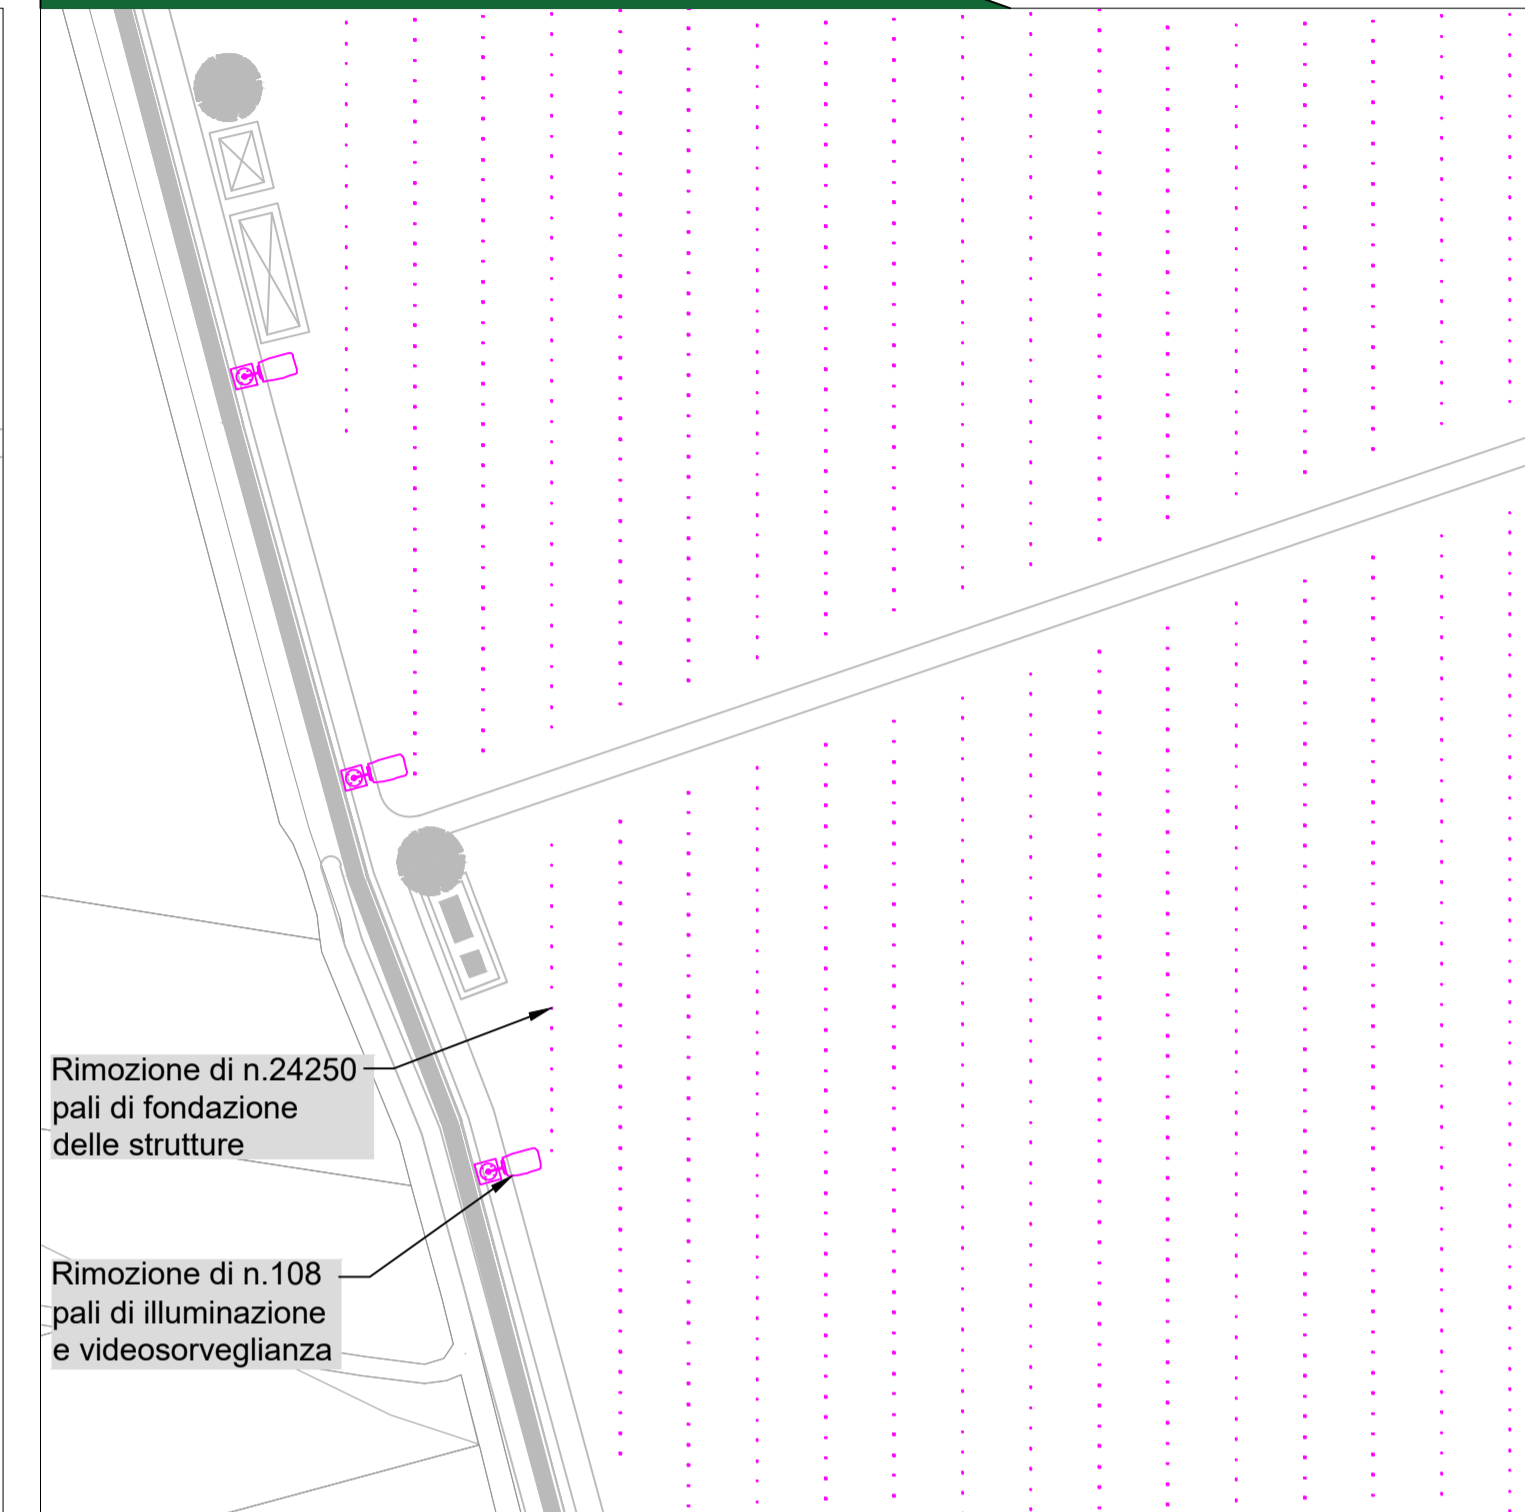 Rimozione di n.24250
pali di fondazione
delle strutture
Rimozione di n.108
pali di illuminazione
e videosorveglianza